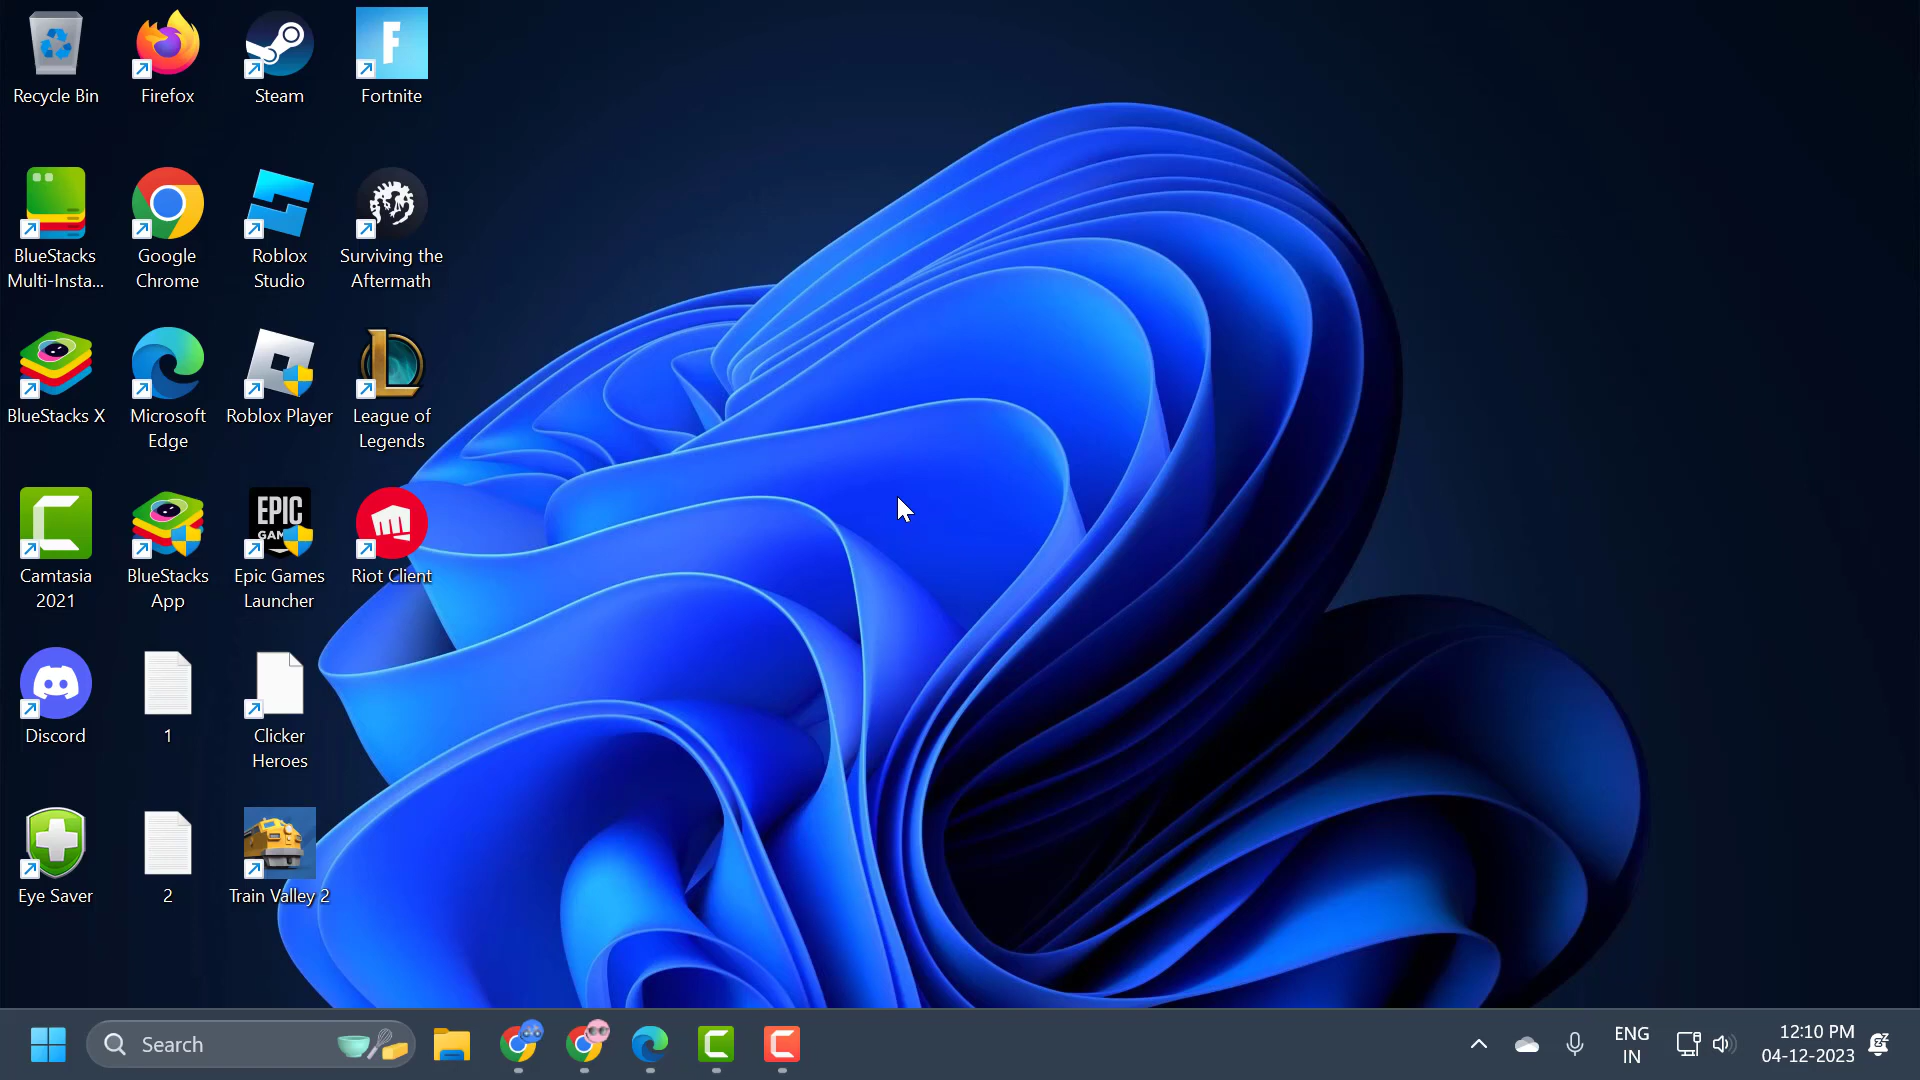 Recycle Bin
Firefox
Steam
F
Fortnite
BlueStacks
Multi-Insta...
Google
Chrome
Roblox
Studio
Surviving the
Aftermath
BlueStacks X
Microsoft
Edge
Roblox Player
League of
Legends
Camtasia
2021
BlueStacks
App
EPIC
GAM
Epic Games
Launcher
Riot Client
Discord
1
Clicker
Heroes
Eye Saver
2
Train Valley 2
Search
ENG
IN
12:10 PM
04-12-2023